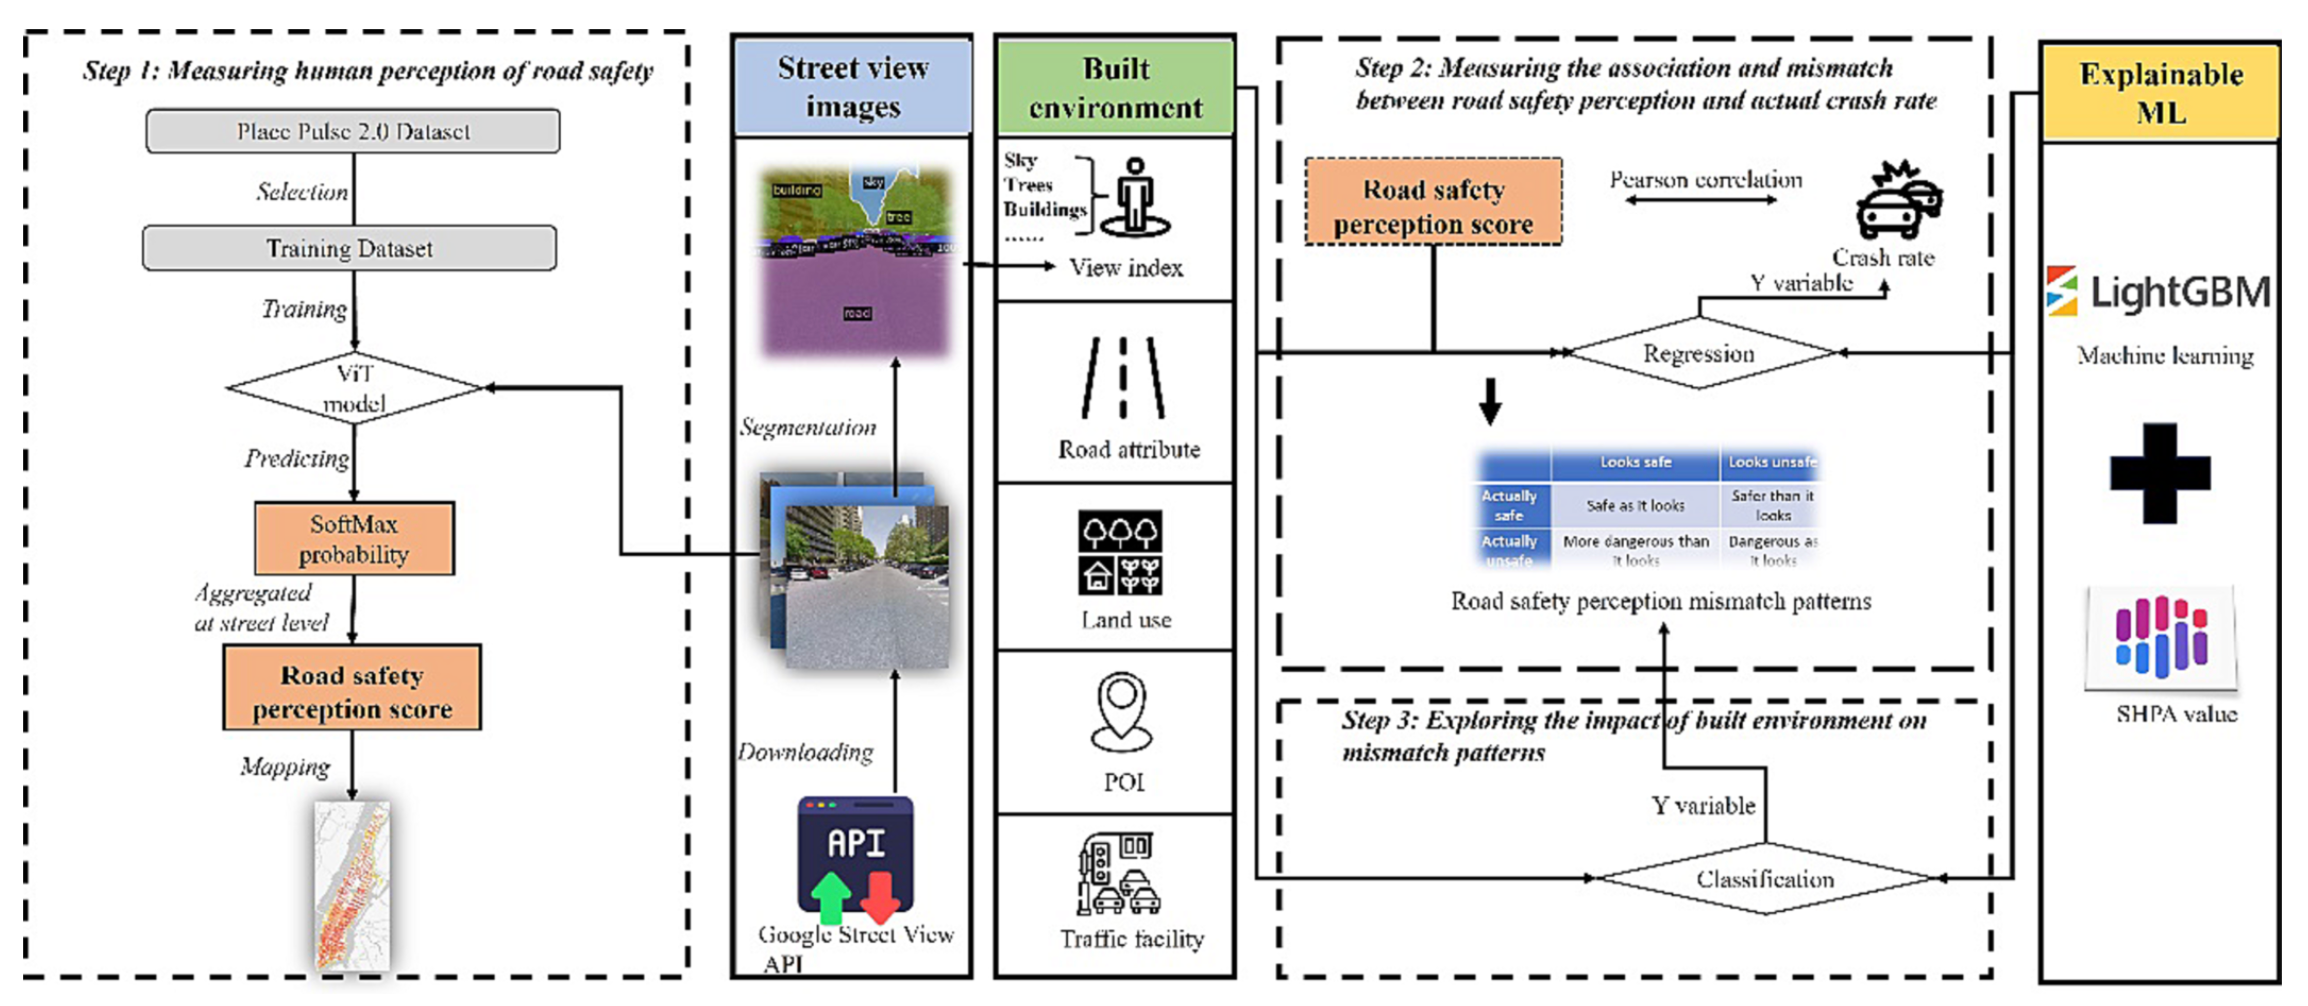 Step 1: Measuring human perception of road safety
Place Pulse 2.0 Dataset
Selection
Training Dataset
Training
ViT
model
Predicting
SoftMax
probability
Aggregated
at street level
Road safety
perception score
Mapping
Street view
images
building
sky
tree
road
Segmentation
Downloading
API
Google Street View
API
Built
environment
Sky
Trees
Buildings
......
View index
Road attribute
Land use
POI
Traffic facility
Step 2: Measuring the association and mismatch
between road safety perception and actual crash rate
Road safety
perception score
Pearson correlation
Crash rate
Y variable
Regression
Looks safe
Looks unsafe
Actually
safe
Safe as it looks
Safer than it
looks
Actually
unsafe
More dangerous than
it looks
Dangerous as
it looks
Road safety perception mismatch patterns
Step 3: Exploring the impact of built environment on
mismatch patterns
Y variable
Classification
Explainable
ML
LightGBM
Machine learning
SHPA value